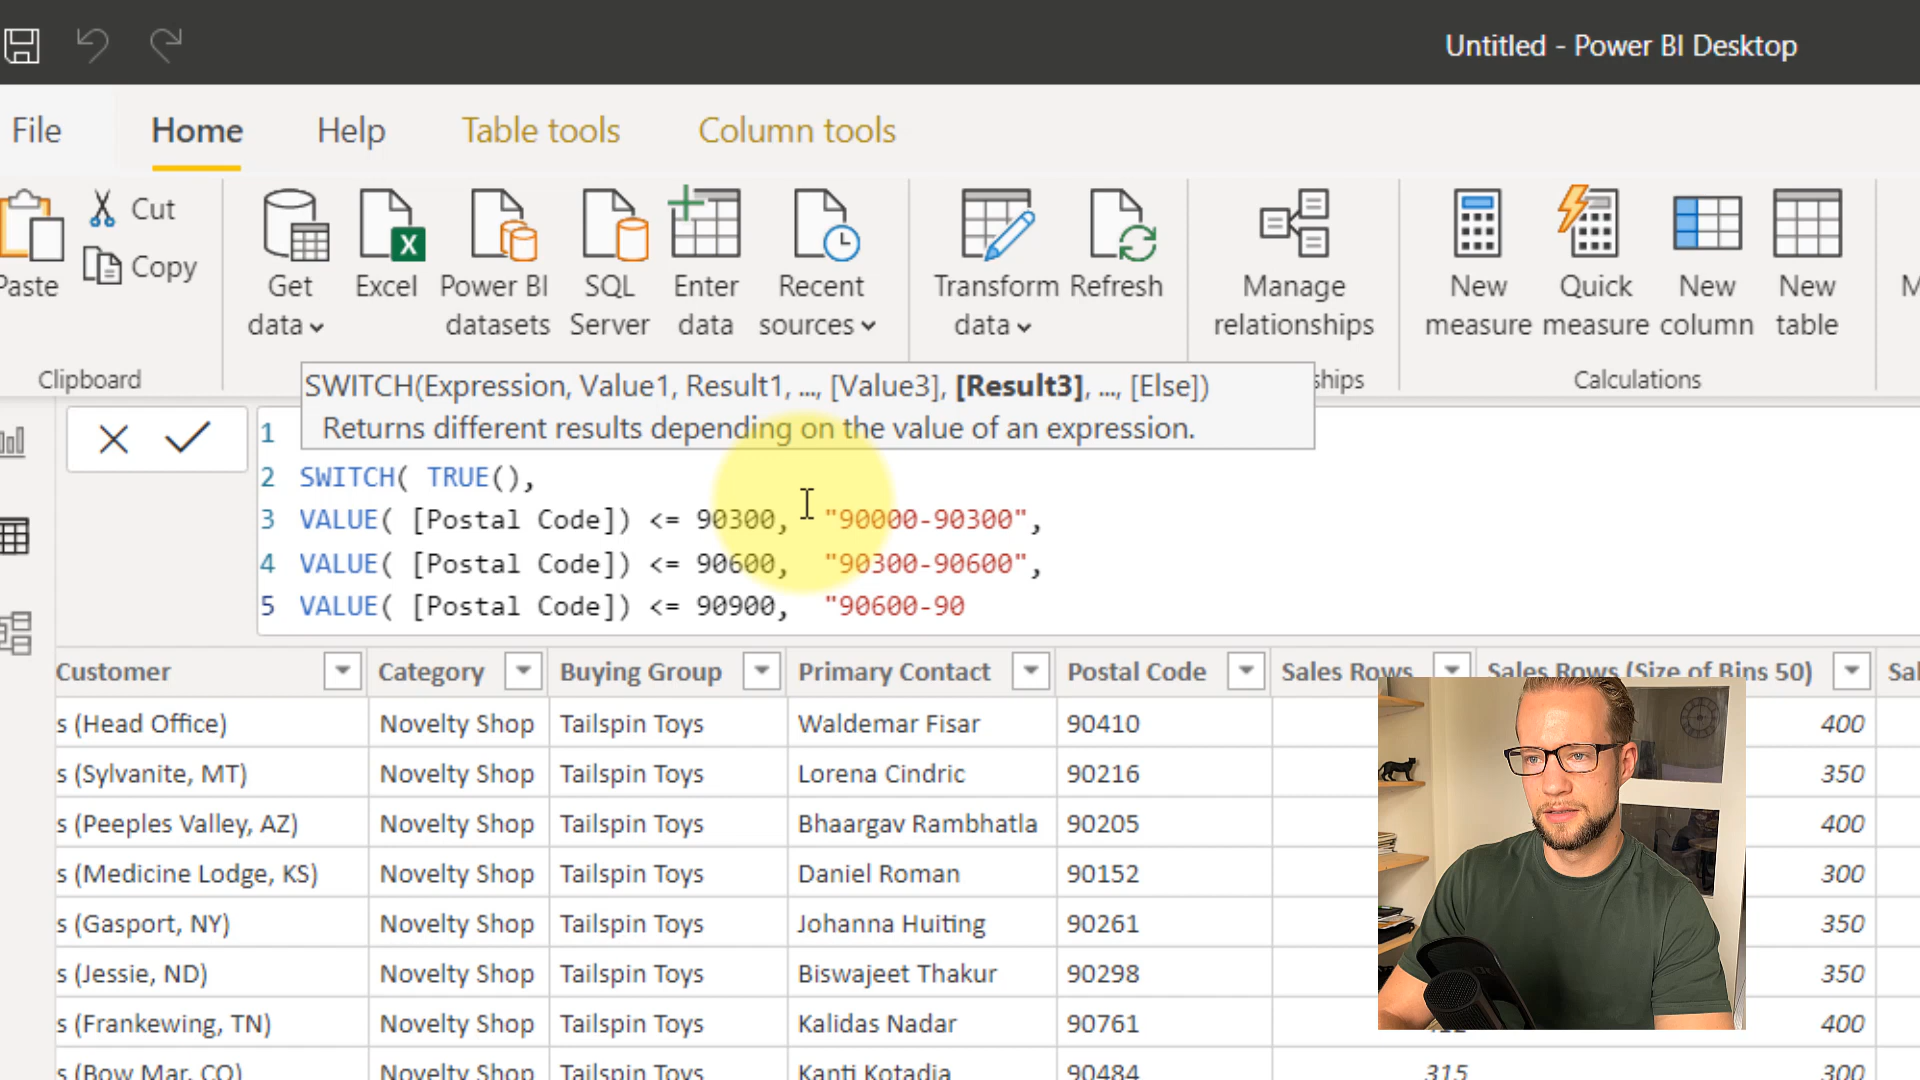 Untitled - Power BI Desktop
File Home Help Table tools Column tools
Cut
Copy
Paste
Get data
Excel
Power BI datasets
SQL Server
Enter data
Recent sources
Transform data
Refresh
Manage relationships
New measure
Quick measure
New column
New table
Clipboard
Calculations
SWITCH(Expression, Value1, Result1, ..., [Value3], [Result3], ..., [Else])
Returns different results depending on the value of an expression.
1
2 SWITCH( TRUE(),
3 VALUE( [Postal Code]) <= 90300, "90000-90300",
4 VALUE( [Postal Code]) <= 90600, "90300-90600",
5 VALUE( [Postal Code]) <= 90900, "90600-90
Customer Category Buying Group Primary Contact Postal Code Sales Rows Sales Rows (Size of Bins 50)
s (Head Office) Novelty Shop Tailspin Toys Waldemar Fisar 90410 400
s (Sylvanite, MT) Novelty Shop Tailspin Toys Lorena Cindric 90216 350
s (Peeples Valley, AZ) Novelty Shop Tailspin Toys Bhaargav Rambhatla 90205 400
s (Medicine Lodge, KS) Novelty Shop Tailspin Toys Daniel Roman 90152 300
s (Gasport, NY) Novelty Shop Tailspin Toys Johanna Huiting 90261 350
s (Jessie, ND) Novelty Shop Tailspin Toys Biswajeet Thakur 90298 350
s (Frankewing, TN) Novelty Shop Tailspin Toys Kalidas Nadar 90761 400
s (Bow Mar, CO) Novelty Shop Tailspin Toys Kanti Kotadia 90484 315 300